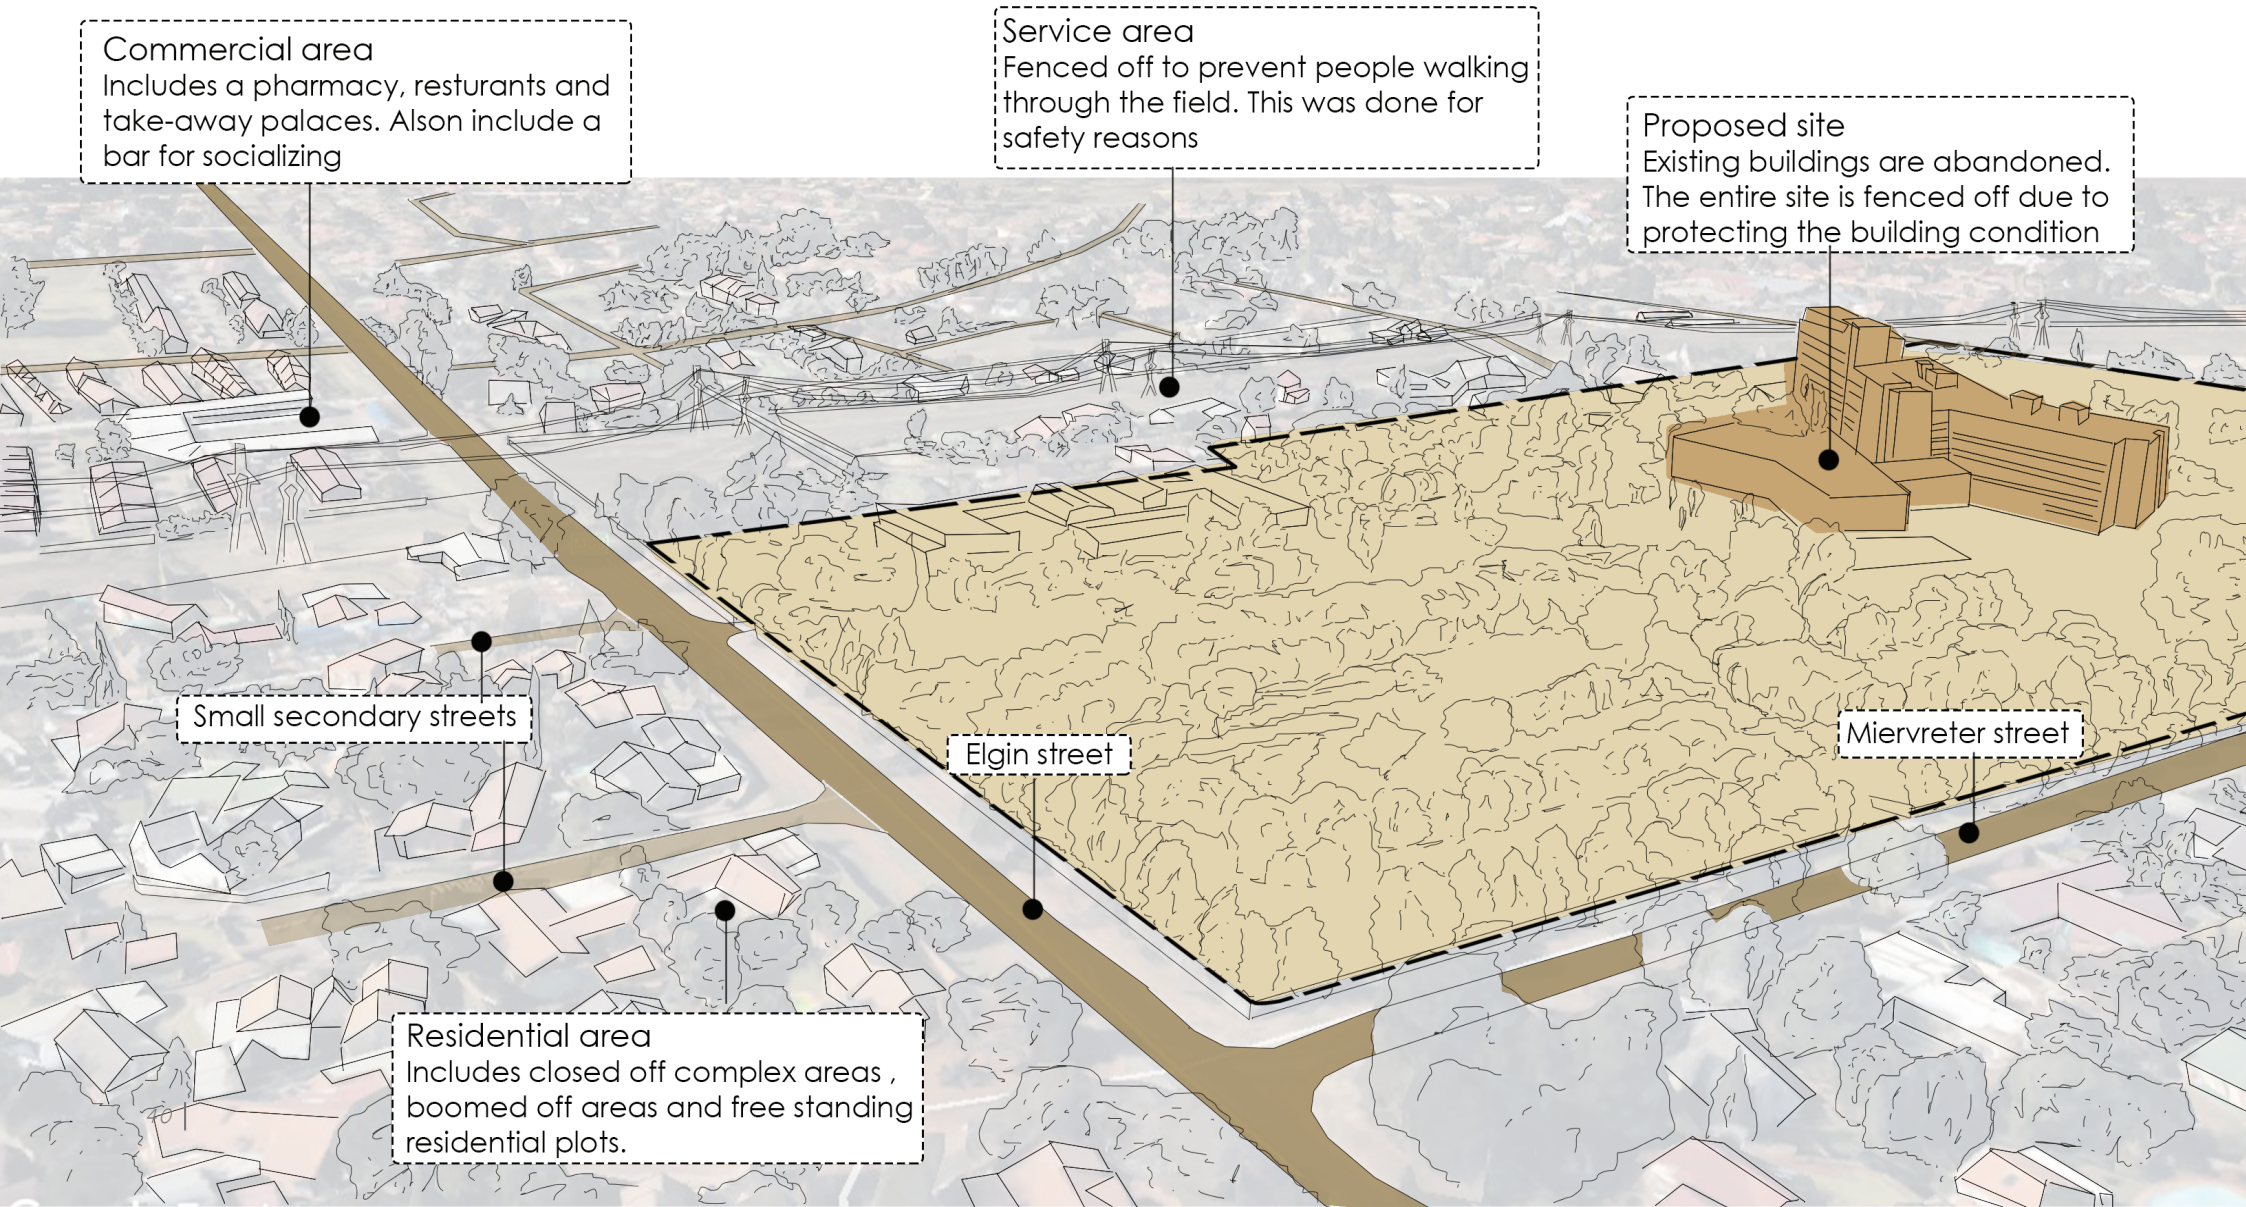 Commercial area
Includes a pharmacy, resturants and
take-away palaces. Alson include a
bar for socializing
Service area
Fenced off to prevent people walking
through the field. This was done for
safety reasons
Proposed site
Existing buildings are abandoned.
The entire site is fenced off due to
protecting the building condition
Small secondary streets
Elgin street
Miervreter street
Residential area
Includes closed off complex areas ,
boomed off areas and free standing
residential plots.